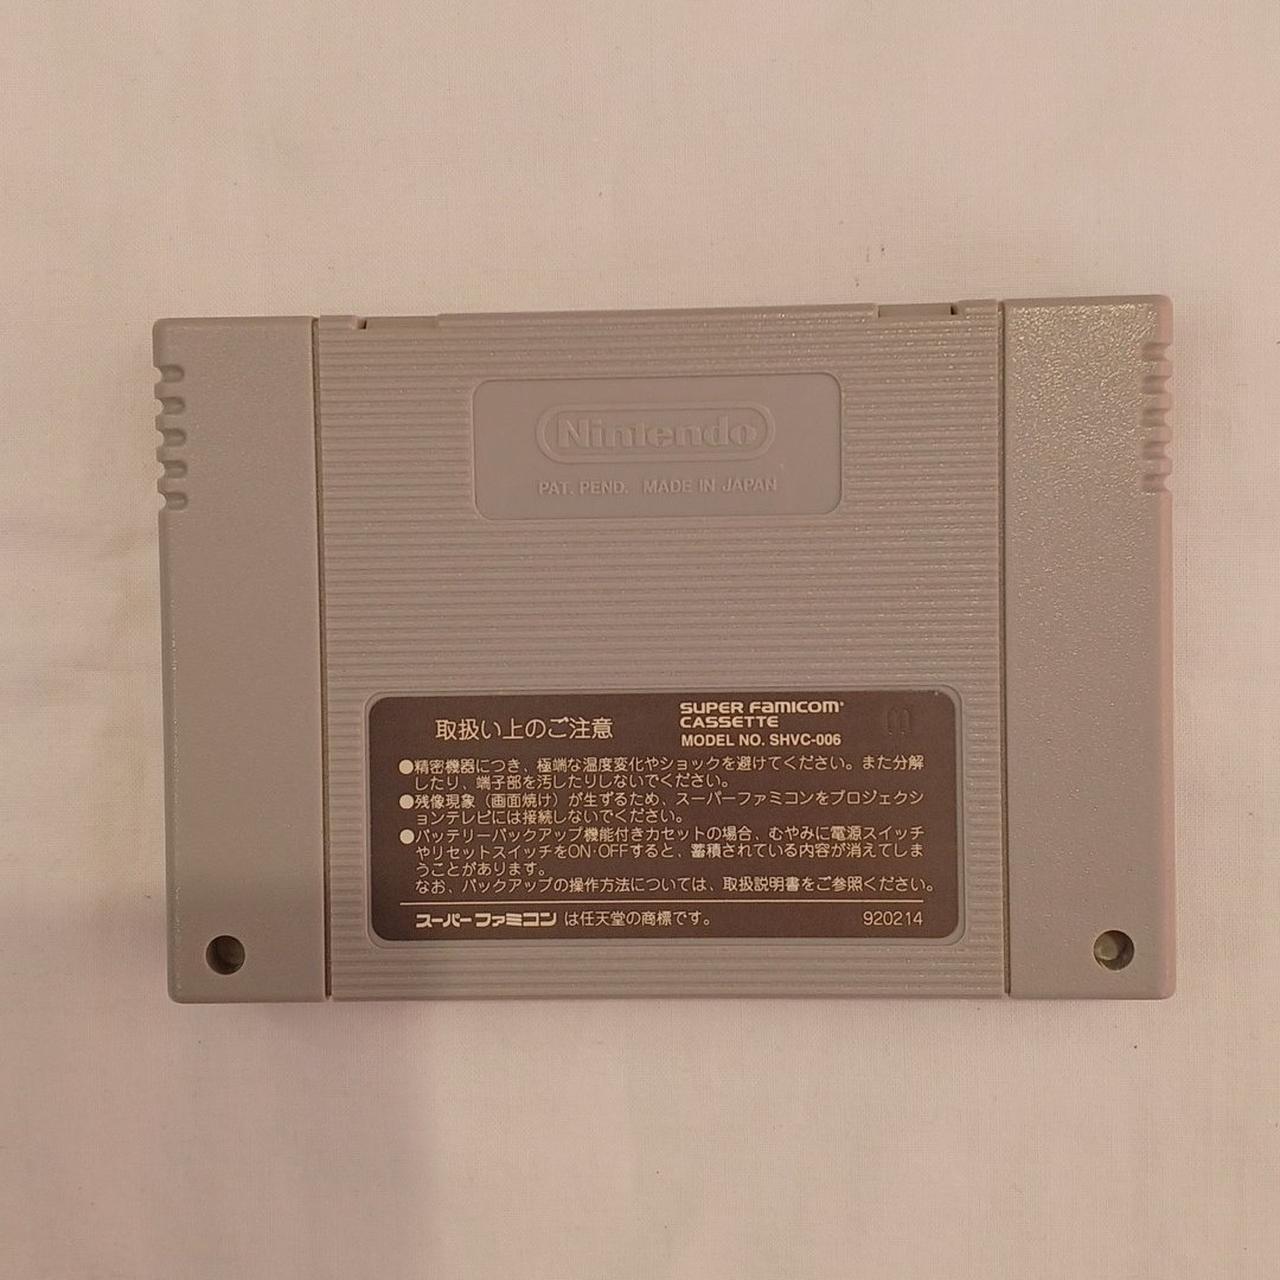 Nintendo
PAT. PEND. MADE IN JAPAN
取扱い上のご注意
SUPER FAMICOM
CASSETTE
MODEL NO. SHVC-006
●精密機器につき、極端な温度変化やショックを避けてください。また分解
したり、端子部を汚したりしないでください。
●残像現象（画面焼け）が生ずるため、スーパーファミコンをプロジェクシ
ョンテレビには接続しないでください。
●バッテリーバックアップ機能付きカセットの場合、むやみに電源スイッチ
やリセットスイッチをON・OFFすると、蓄積されている内容が消えてしま
うことがあります。
なお、バックアップの操作方法については、取扱説明書をご参照ください。
スーパーファミコン は任天堂の商標です。
920214